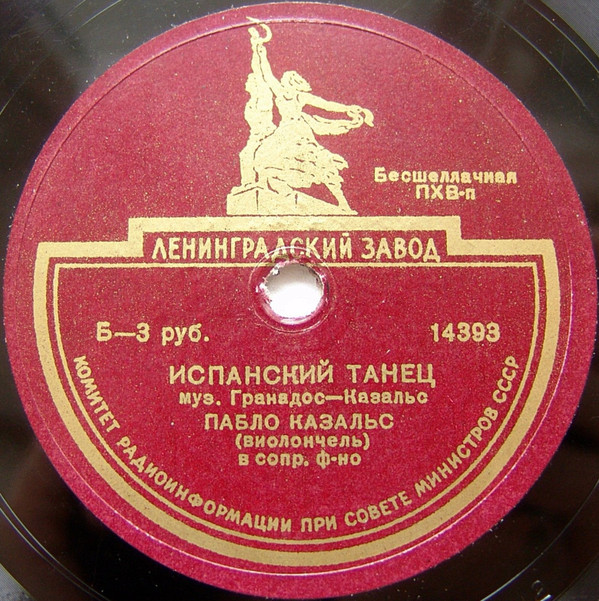 Бесшеллачная
ПХВ-п
ЛЕНИНГРАДСКИЙ ЗАВОД
Б—3 руб.
14393
ИСПАНСКИЙ ТАНЕЦ
муз. Гранадос—Казальс
ПАБЛО КАЗАЛЬС
(виолончель)
в сопр. ф-но
КОМИТЕТ РАДИОИНФОРМАЦИИ ПРИ СОВЕТЕ МИНИСТРОВ СССР